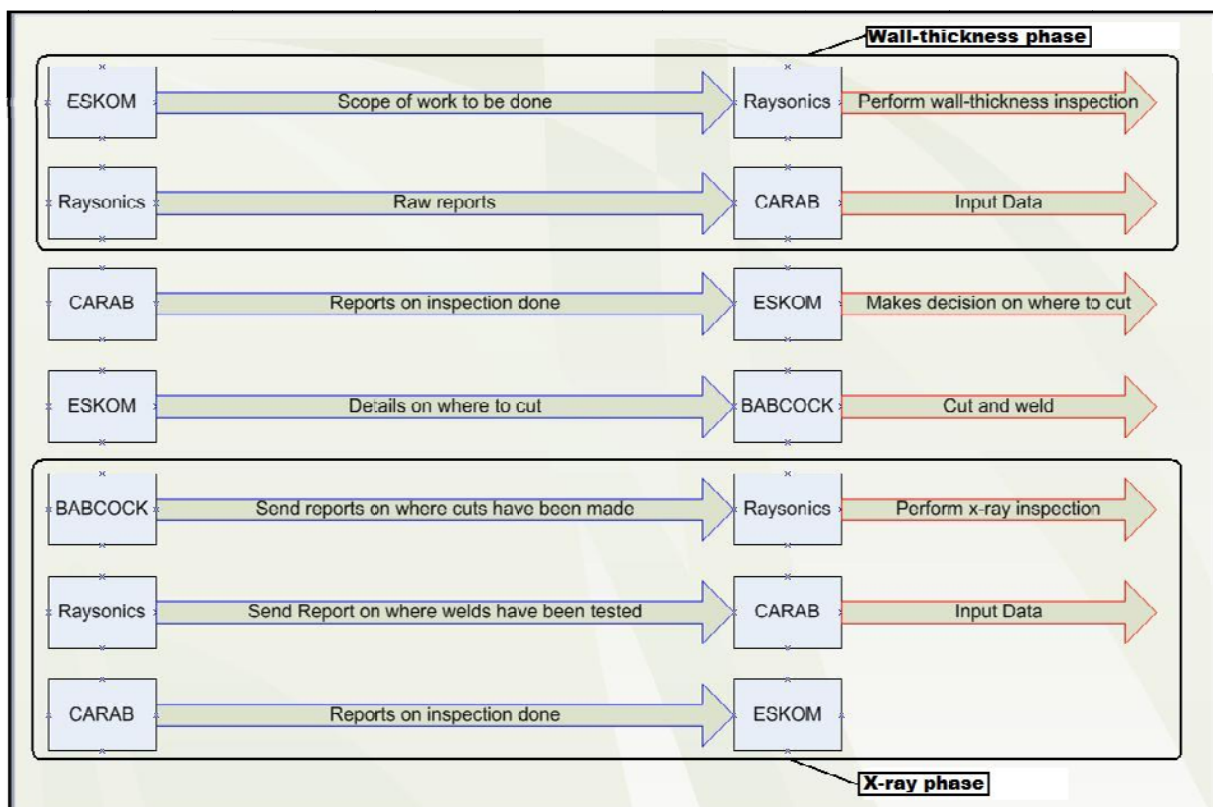 Wall-thickness phase
ESKOM Scope of work to be done Raysonics Perform wall-thickness inspection
Raysonics Raw reports CARAB Input Data
CARAB Reports on inspection done ESKOM Makes decision on where to cut
ESKOM Details on where to cut BABCOCK Cut and weld
BABCOCK Send reports on where cuts have been made Raysonics Perform x-ray inspection
Raysonics Send Report on where welds have been tested CARAB Input Data
CARAB Reports on inspection done ESKOM
X-ray phase